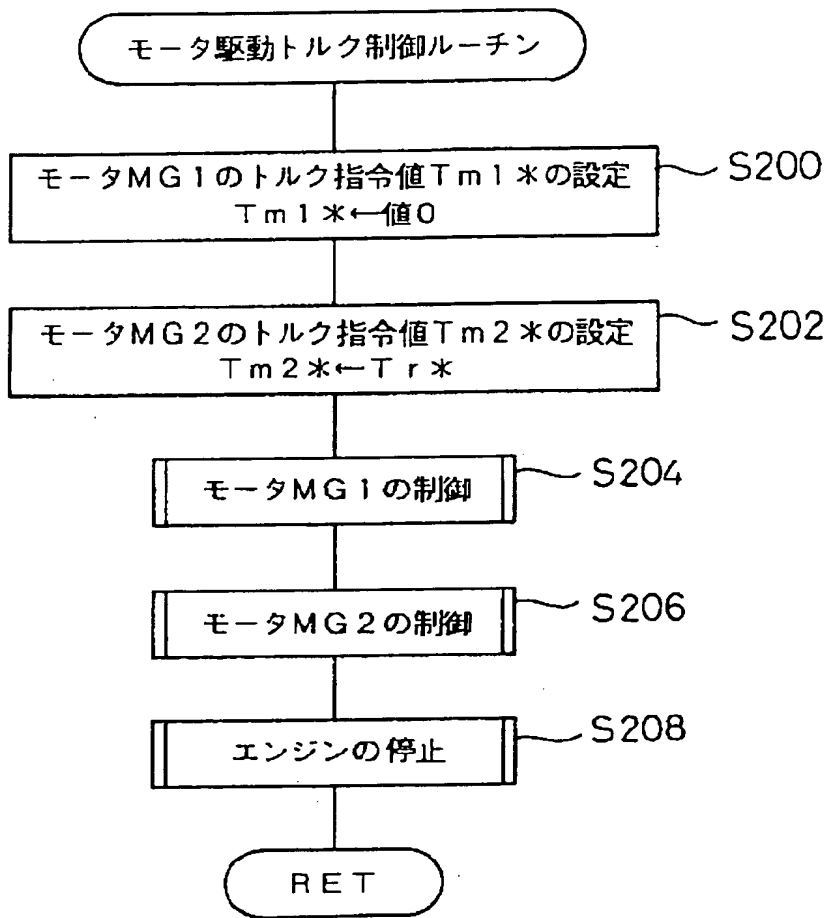 モータ駆動トルク制御ルーチン
モータMG1のトルク指令値Tm1*の設定
Tm1*←値0
S200
モータMG2のトルク指令値Tm2*の設定
Tm2*←Tr*
S202
モータMG1の制御
S204
モータMG2の制御
S206
エンジンの停止
S208
RET